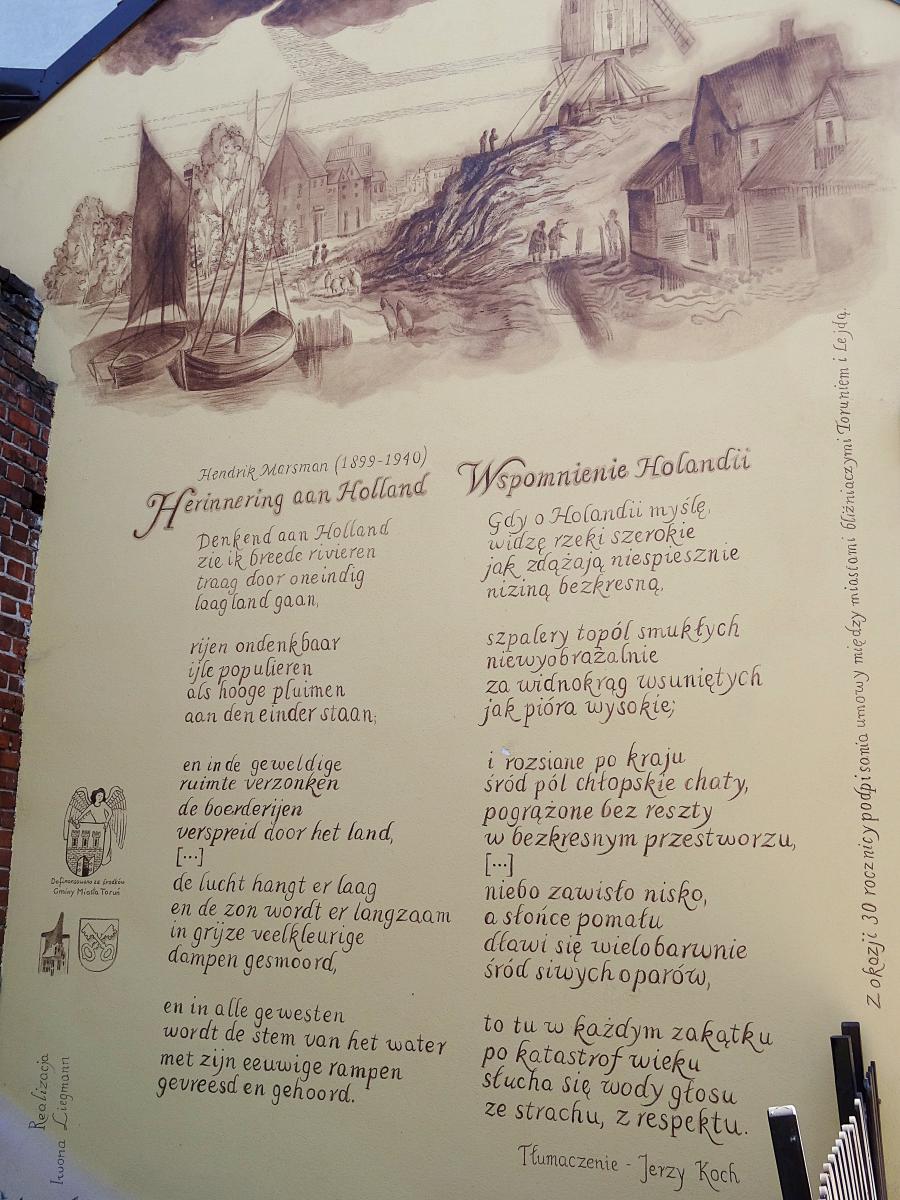 Hendrik Marsman (1899-1940)
Herinnering aan Holland
Denkend aan Holland
zie ik breede rivieren
traag door oneindig
laagland gaan,
rijen ondenkbaar
ijle populieren
als hooge pluimen
aan den einder staan;
en in de geweldige
ruimte verzonken
de boerderijen
verspreid door het land,
[...]
de lucht hangt er laag
en de zon wordt er langzaam
in grijze veelkleurige
dampen gesmoord,
en in alle gewesten
wordt de stem van het water
met zijn eeuwige rampen
gevreesd en gehoord.
Wspomnienie Holandii
Gdy o Holandii myślę,
widzę rzeki szerokie
jak zdążają niespiesznie
niziną bezkresną,
szpalery topól smukłych
niewyobrażalnie
za widnokrąg wsuniętych
jak pióra wysokie;
i rozsiane po kraju
śród pól chłopskie chaty,
pogrążone bez reszty
w bezkresnym przestworzu,
[...]
niebo zawisło nisko,
a słońce pomału
dławi się wielobarwnie
śród siwych oparów,
to tu w każdym zakątku
po katastrof wieku
słucha się wody głosu
ze strachu, z respektu.
Tłumaczenie - Jerzy Koch
Z okazji 30 rocznicy podpisania umowy między miastami bliźniaczymi Toruniem i Lejdą.
Dofinansowano ze środków
Gminy Miasta Toruń
Realizacja
Iwona Liegmann